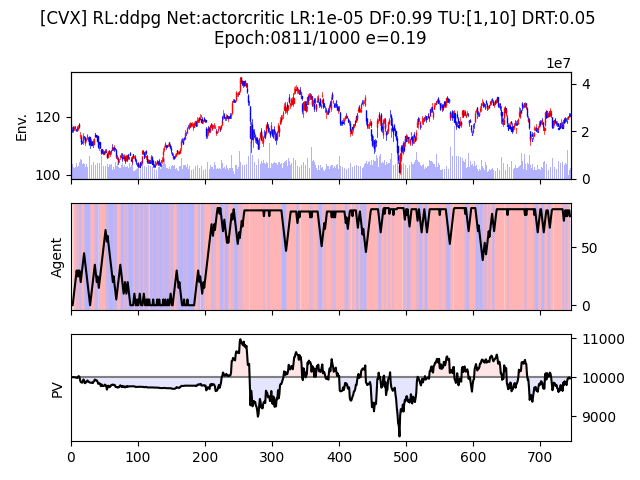 [CVX] RL:ddpg Net:actorcritic LR:1e-05 DF:0.99 TU:[1,10] DRT:0.05
Epoch:0811/1000 e=0.19
1e7
Env.
120
100
4
2
0
Agent
50
0
PV
11000
10000
9000
0 100 200 300 400 500 600 700